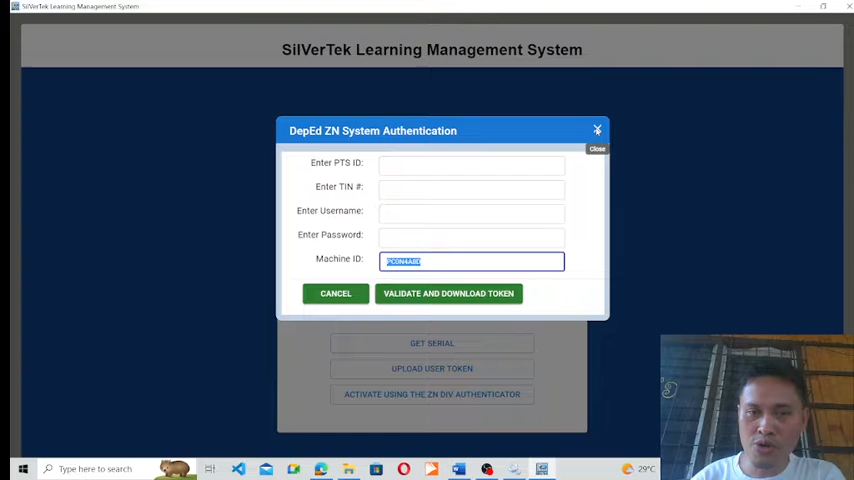 SilVerTek Learning Management System
SilVerTek Learning Management System
DepEd ZN System Authentication
Close
Enter PTS ID:
Enter TIN #:
Enter Username:
Enter Password:
Machine ID:
CANCEL
VALIDATE AND DOWNLOAD TOKEN
GET SERIAL
UPLOAD USER TOKEN
ACTIVATE USING THE ZN DIV AUTHENTICATOR
Type here to search
29°C